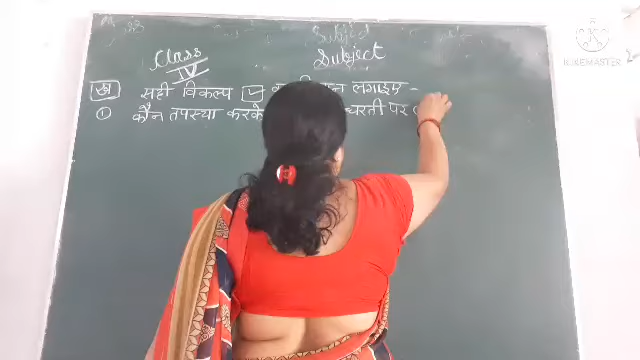 Class
IV
Subject
ख सही विकल्प ✓ लगाइए -
① कौन तपस्या करके धरती पर
KINEMASTER